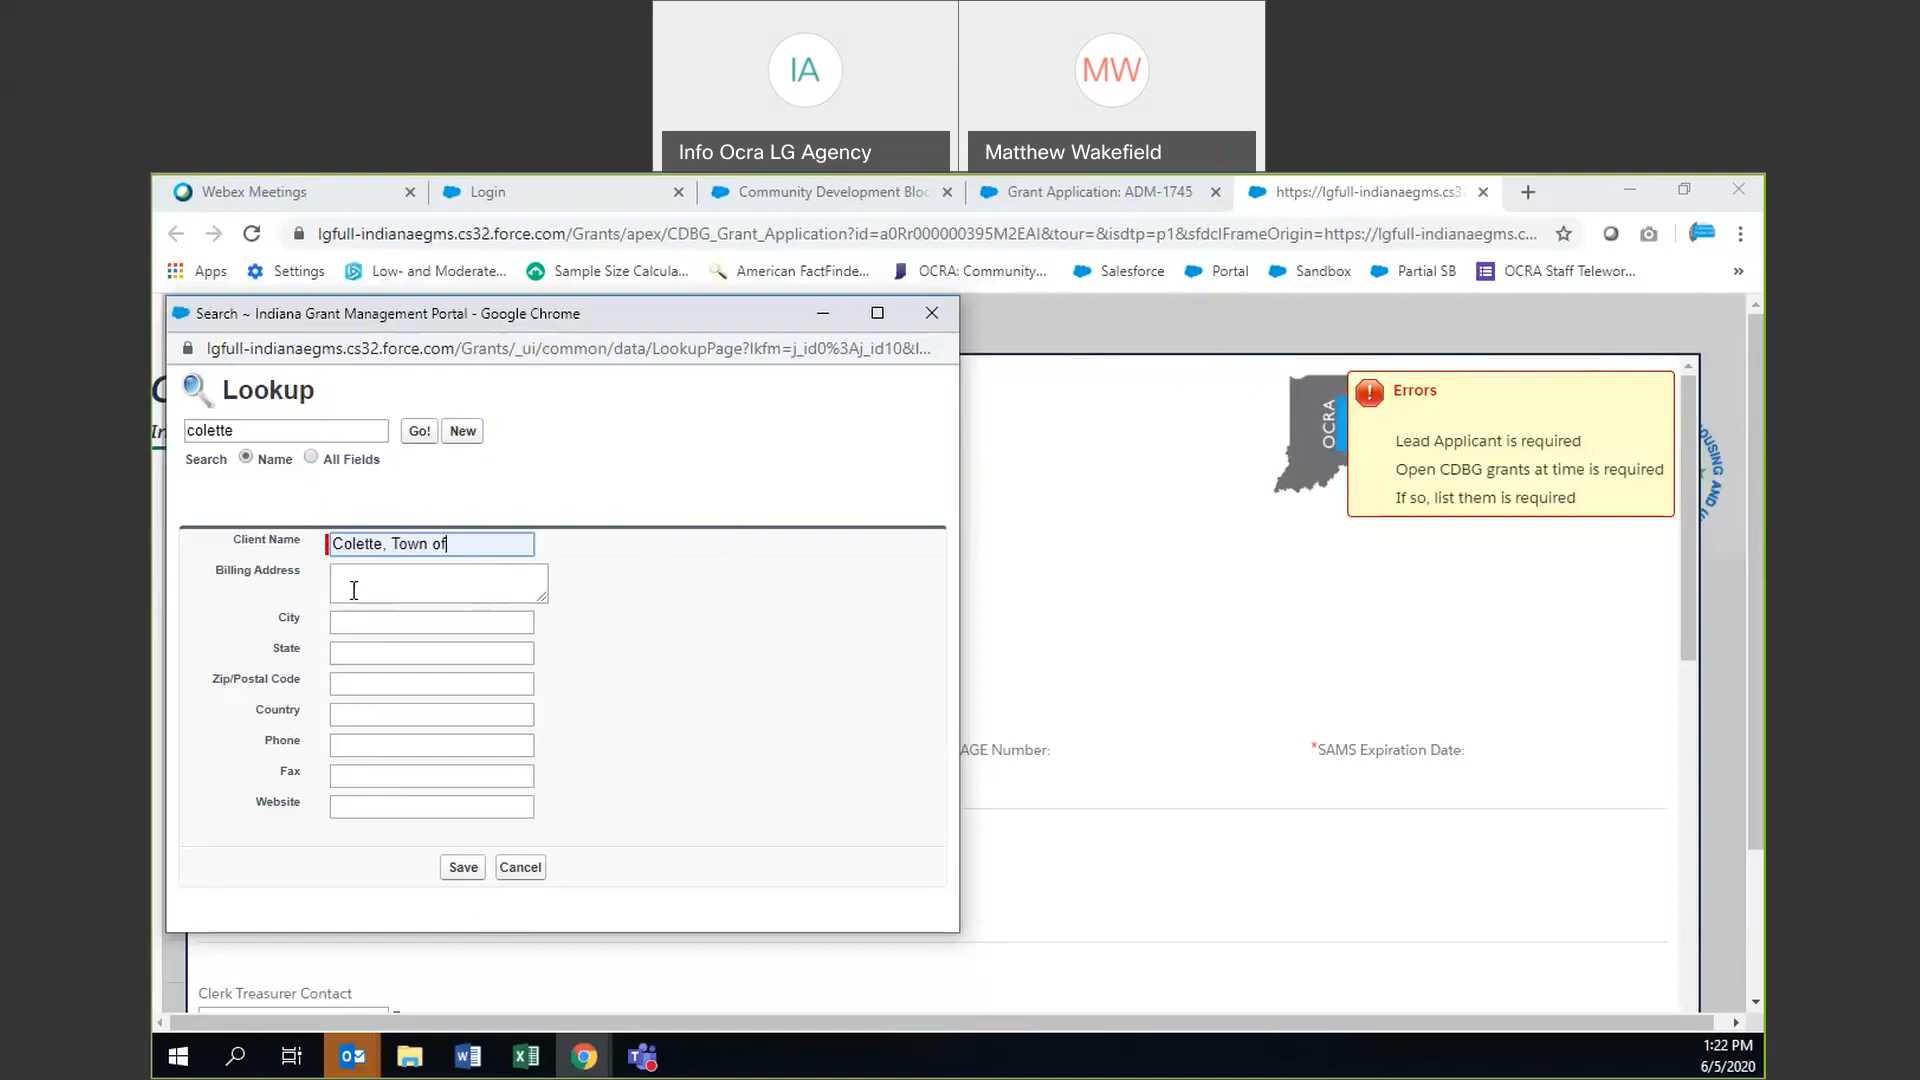 IA
MW
Info Ocra LG Agency
Matthew Wakefield
Webex Meetings
Login
Community Development Bloc
Grant Application: ADM-1745
https://lgfull-indianaegms.cs3
lgfull-indianaegms.cs32.force.com/Grants/apex/CDBG_Grant_Application?id=a0Rr000000395M2EAI&tour=&isdtp=p1&sfdcIFrameOrigin=https://lgfull-indianaegms.c...
Apps
Settings
Low- and Moderate...
Sample Size Calcula...
American FactFinde...
OCRA: Community...
Salesforce
Portal
Sandbox
Partial SB
OCRA Staff Telewor...
»
Search ~ Indiana Grant Management Portal - Google Chrome
lgfull-indianaegms.cs32.force.com/Grants/_ui/common/data/LookupPage?lkfm=j_id0%3Aj_id10&l...
Lookup
colette
Go!
New
Search
Name
All Fields
Client Name
Colette, Town of
Billing Address
City
State
Zip/Postal Code
Country
Phone
Fax
Website
Save
Cancel
OCRA
Errors
Lead Applicant is required
Open CDBG grants at time is required
If so, list them is required
OUSING AND U
AGE Number:
*SAMS Expiration Date:
Clerk Treasurer Contact
1:22 PM
6/5/2020